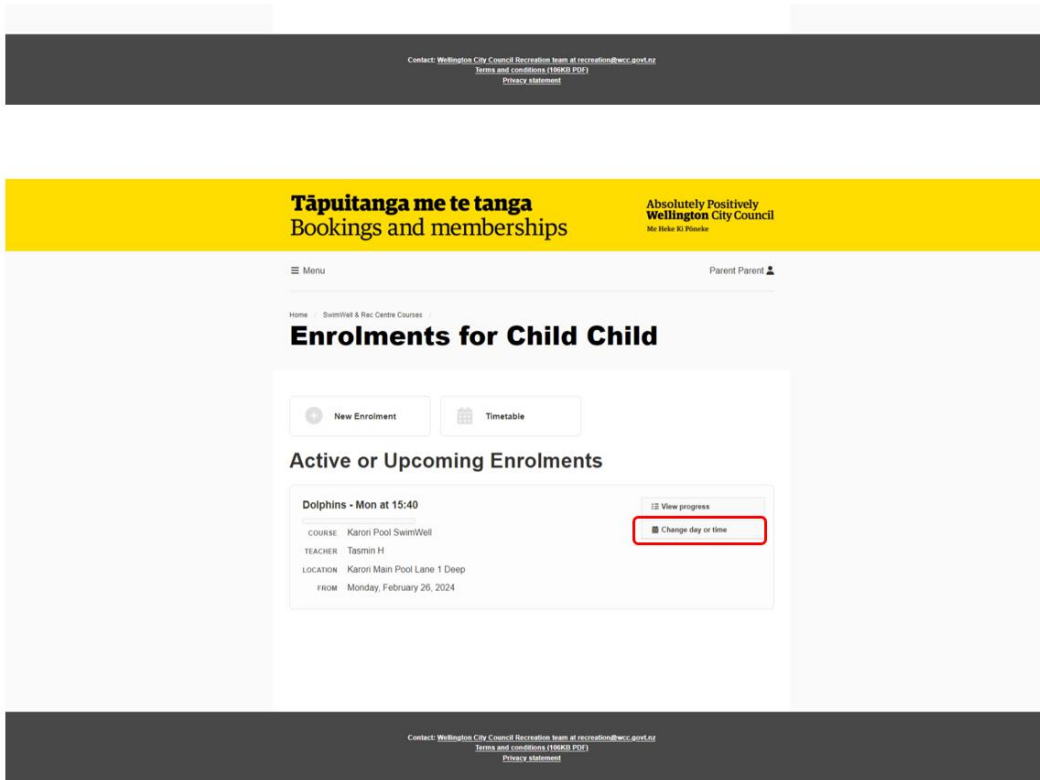 Contact: Wellington City Council Recreation team at recreation@wcc.govt.nz
Terms and conditions (106KB PDF)
Privacy statement
Tāpuitanga me te tanga
Bookings and memberships
Absolutely Positively
Wellington City Council
Me Heke Ki Pōneke
Menu
Parent Parent
Home / SwimWell & Rec Centre Courses /
Enrolments for Child Child
New Enrolment
Timetable
Active or Upcoming Enrolments
Dolphins - Mon at 15:40
View progress
Change day or time
COURSE Karori Pool SwimWell
TEACHER Tasmin H
LOCATION Karori Main Pool Lane 1 Deep
FROM Monday, February 26, 2024
Contact: Wellington City Council Recreation team at recreation@wcc.govt.nz
Terms and conditions (106KB PDF)
Privacy statement